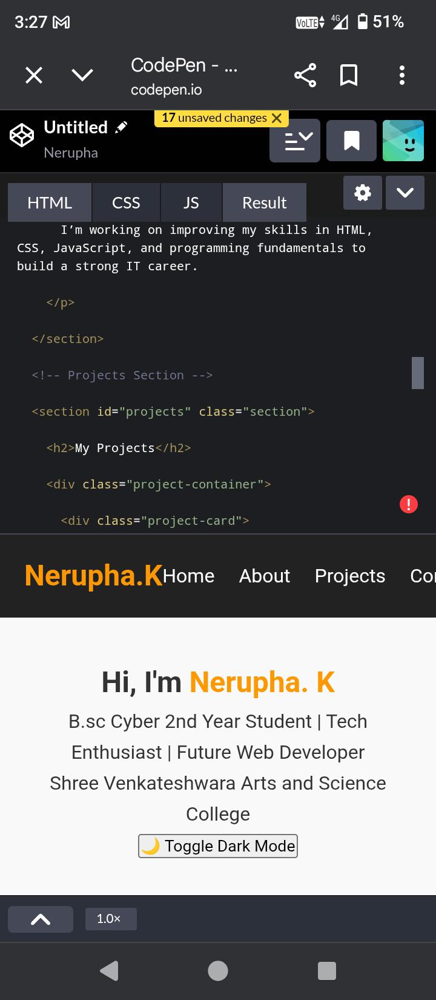 3:27
VoLTE 4G 51%
CodePen - ...
codepen.io
17 unsaved changes
Untitled
Nerupha
HTML CSS JS Result
I’m working on improving my skills in HTML,
CSS, JavaScript, and programming fundamentals to
build a strong IT career.
</p>
</section>
<!-- Projects Section -->
<section id="projects" class="section">
<h2>My Projects</h2>
<div class="project-container">
<div class="project-card">
Nerupha.K Home About Projects
Hi, I'm Nerupha. K
B.sc Cyber 2nd Year Student | Tech
Enthusiast | Future Web Developer
Shree Venkateshwara Arts and Science
College
🌙 Toggle Dark Mode
1.0×